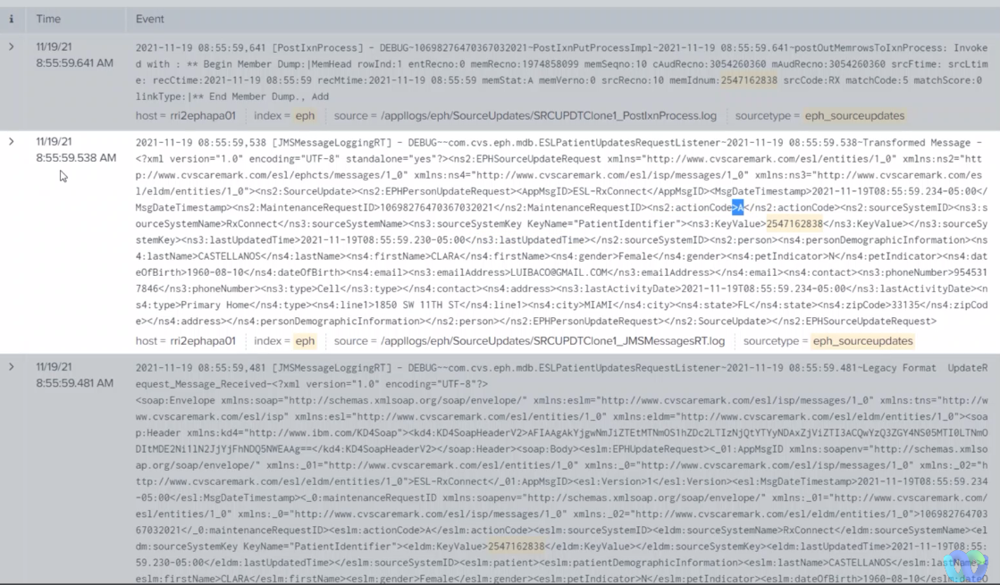 i Time Event
11/19/21
8:55:59.641 AM
2021-11-19 08:55:59,641 [PostIxnProcess] - DEBUG~106982764703670320​21~PostIxnPutProcessImpl~2021-11-19 08:55:59.641~postOutMemrowsToIxnProcess: Invoke
d with : ** Begin Member Dump:|MemHead rowInd:1 entRecno:0 memRecno:1974858099 memSeqno:10 cAudRecno:3054260360 mAudRecno:3054260360 srcFtime: srcLtim
e: recCtime:2021-11-19 08:55:59 recMtime:2021-11-19 08:55:59 memStat:A memVerno:0 srcRecno:10 memIdnum:2547162838 srcCode:RX matchCode:5 matchScore:0
linkType:|** End Member Dump., Add
host = rri2ephapa01 index = eph source = /appllogs/eph/SourceUpdates/SRCUPDTClone1_PostIxnProcess.log sourcetype = eph_sourceupdates
11/19/21
8:55:59.538 AM
2021-11-19 08:55:59,538 [JMSMessageLoggingRT] - DEBUG~~com.cvs.eph.mdb.ESLPatientUpdatesRequestListener~2021-11-19 08:55:59.538~Transformed Message -
<?xml version="1.0" encoding="UTF-8" standalone="yes"?><ns2:EPHSourceUpdateRequest xmlns="http://www.cvscaremark.com/esl/entities/1_0" xmlns:ns2="htt
p://www.cvscaremark.com/esl/ephcts/messages/1_0" xmlns:ns4="http://www.cvscaremark.com/esl/isp/messages/1_0" xmlns:ns3="http://www.cvscaremark.com/es
l/eldm/entities/1_0"><ns2:SourceUpdate><ns2:EPHPersonUpdateRequest><AppMsgID>ESL-RxConnect</AppMsgID><MsgDateTimestamp>2021-11-19T08:55:59.234-05:00</
MsgDateTimestamp><ns2:MaintenanceRequestID>10698276470367032021</ns2:MaintenanceRequestID><ns2:actionCode>A</ns2:actionCode><ns2:sourceSystemID><ns3:s
ourceSystemName>RxConnect</ns3:sourceSystemName><ns3:sourceSystemKey KeyName="PatientIdentifier"><ns3:KeyValue>2547162838</ns3:KeyValue></ns3:sourceSy
stemKey><ns3:lastUpdatedTime>2021-11-19T08:55:59.230-05:00</ns3:lastUpdatedTime></ns2:sourceSystemID><ns2:person><ns4:personDemographicInformation><ns
4:lastName>CASTELLANOS</ns4:lastName><ns4:firstName>CLARA</ns4:firstName><ns4:gender>Female</ns4:gender><ns4:petIndicator>N</ns4:petIndicator><ns4:dat
eOfBirth>1960-08-10</ns4:dateOfBirth><ns4:email><ns3:emailAddress>LUIBACO@GMAIL.COM</ns3:emailAddress></ns4:email><ns4:contact><ns3:phoneNumber>954531
7846</ns3:phoneNumber><ns3:type>Cell</ns3:type></ns4:contact><ns4:address><ns3:lastActivityDate>2021-11-19T08:55:59.234-05:00</ns3:lastActivityDate><n
s4:type>Primary Home</ns4:type><ns4:line1>1850 SW 11TH ST</ns4:line1><ns4:city>MIAMI</ns4:city><ns4:state>FL</ns4:state><ns4:zipCode>33135</ns4:zipCod
e></ns4:address></ns4:personDemographicInformation></ns2:person></ns2:EPHPersonUpdateRequest></ns2:SourceUpdate></ns2:EPHSourceUpdateRequest>
host = rri2ephapa01 index = eph source = /appllogs/eph/SourceUpdates/SRCUPDTClone1_JMSMessagesRT.log sourcetype = eph_sourceupdates
11/19/21
8:55:59.481 AM
2021-11-19 08:55:59,481 [JMSMessageLoggingRT] - DEBUG~~com.cvs.eph.mdb.ESLPatientUpdatesRequestListener~2021-11-19 08:55:59.481~Legacy Format UpdateR
equest_Message_Received-<?xml version="1.0" encoding="UTF-8"?>
<soap:Envelope xmlns:soap="http://schemas.xmlsoap.org/soap/envelope/" xmlns:eslm="http://www.cvscaremark.com/esl/isp/messages/1_0" xmlns:tns="http://w
ww.cvscaremark.com/esl/isp" xmlns:esl="http://www.cvscaremark.com/esl/entities/1_0" xmlns:eldm="http://www.cvscaremark.com/esl/eldm/entities/1_0"><soa
p:Header xmlns:kd4="http://www.ibm.com/KD4Soap"><kd4:KD4SoapHeaderV2>
</kd4:KD4SoapHeaderV2></soap:Header><soap:Body><eslm:EPHUpdateRequest><_01:AppMsgID xmlns:soapenv="http://schemas.xmls
oap.org/soap/envelope/" xmlns:_01="http://www.cvscaremark.com/esl/entities/1_0" xmlns:_0="http://www.cvscaremark.com/esl/isp/messages/1_0" xmlns:_02="h
ttp://www.cvscaremark.com/esl/eldm/entities/1_0">ESL-RxConnect</_01:AppMsgID><esl:Version>1</esl:Version><esl:MsgDateTimestamp>2021-11-19T08:55:59.234
-05:00</esl:MsgDateTimestamp><_0:maintenanceRequestID xmlns:soapenv="http://schemas.xmlsoap.org/soap/envelope/" xmlns:_01="http://www.cvscaremark.com/
esl/entities/1_0" xmlns:_0="http://www.cvscaremark.com/esl/isp/messages/1_0" xmlns:_02="http://www.cvscaremark.com/esl/eldm/entities/1_0">106982764703
67032021</_0:maintenanceRequestID><eslm:actionCode>A</eslm:actionCode><eslm:sourceSystemID><eldm:sourceSystemName>RxConnect</eldm:sourceSystemName><el
dm:sourceSystemKey KeyName="PatientIdentifier"><eldm:KeyValue>2547162838</eldm:KeyValue></eldm:sourceSystemKey><eldm:lastUpdatedTime>2021-11-19T08:55:
59.230-05:00</eldm:lastUpdatedTime></eslm:sourceSystemID><eslm:patient><eslm:patientDemographicInformation><eslm:lastName>CASTELLANOS</eslm:lastName><
eslm:firstName>CLARA</eslm:firstName><eslm:gender>Female</eslm:gender><eslm:petIndicator>N</eslm:petIndicator><eslm:dateOfBirth>1960-08-10</eslm:dateO